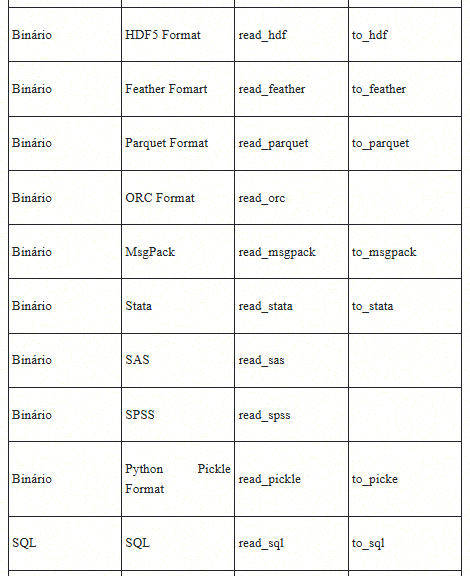 Binário HDF5 Format read_hdf to_hdf
Binário Feather Fomart read_feather to_feather
Binário Parquet Format read_parquet to_parquet
Binário ORC Format read_orc
Binário MsgPack read_msgpack to_msgpack
Binário Stata read_stata to_stata
Binário SAS read_sas
Binário SPSS read_spss
Binário Python Pickle Format read_pickle to_picke
SQL SQL read_sql to_sql